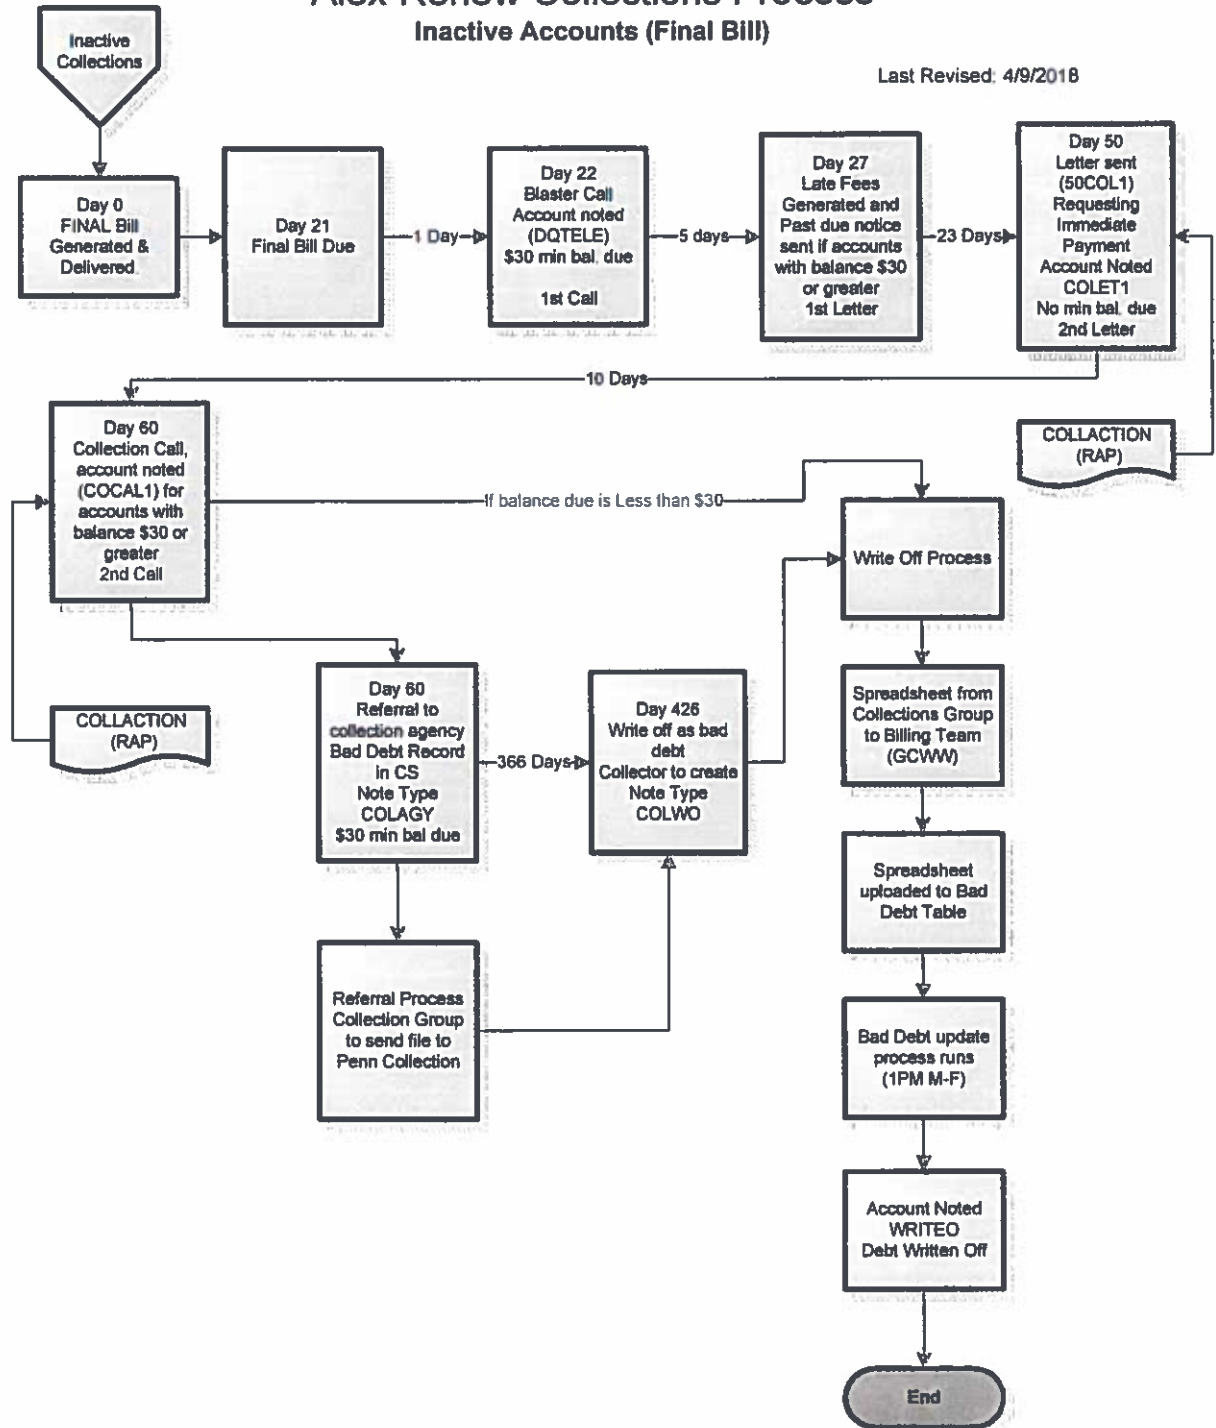 Inactive Accounts (Final Bill)
Last Revised: 4/9/2018
Inactive
Collections
Day 0
FINAL Bill
Generated &
Delivered
Day 21
Final Bill Due
1 Day
Day 22
Blaster Call
Account noted
(DQTELE)
$30 min bal. due
1st Call
5 days
Day 27
Late Fees
Generated and
Past due notice
sent if accounts
with balance $30
or greater
1st Letter
23 Days
Day 50
Letter sent
(50COL1)
Requesting
Immediate
Payment
Account Noted
COLET1
No min bal. due
2nd Letter
COLLACTION
(RAP)
10 Days
Day 60
Collection Call,
account noted
(COCAL1) for
accounts with
balance $30 or
greater
2nd Call
COLLACTION
(RAP)
If balance due is Less than $30
Day 60
Referral to
collection agency
Bad Debt Record
in CS
Note Type
COLAGY
$30 min bal due
366 Days
Day 426
Write off as bad
debt
Collector to create
Note Type
COLWO
Referral Process
Collection Group
to send file to
Penn Collection
Write Off Process
Spreadsheet from
Collections Group
to Billing Team
(GCWW)
Spreadsheet
uploaded to Bad
Debt Table
Bad Debt update
process runs
(1PM M-F)
Account Noted
WRITEO
Debt Written Off
End